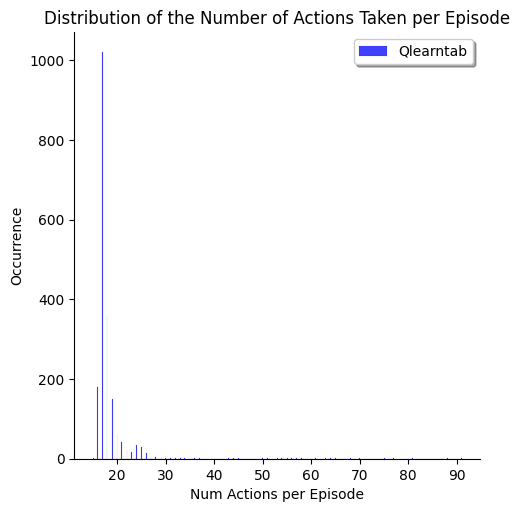 Distribution of the Number of Actions Taken per Episode
Qlearntab
1000
800
600
400
200
0
Occurrence
20 30 40 50 60 70 80 90
Num Actions per Episode